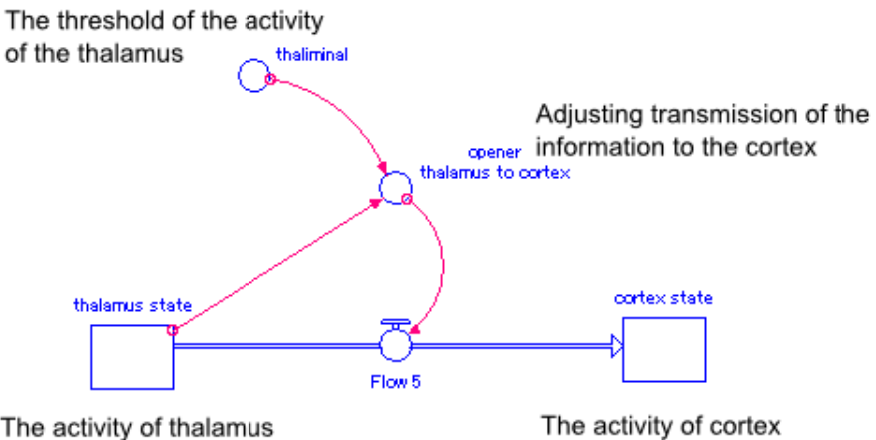 The threshold of the activity
of the thalamus
thaliminal
Adjusting transmission of the
information to the cortex
opener
thalamus to cortex
thalamus state
cortex state
Flow 5
The activity of thalamus
The activity of cortex